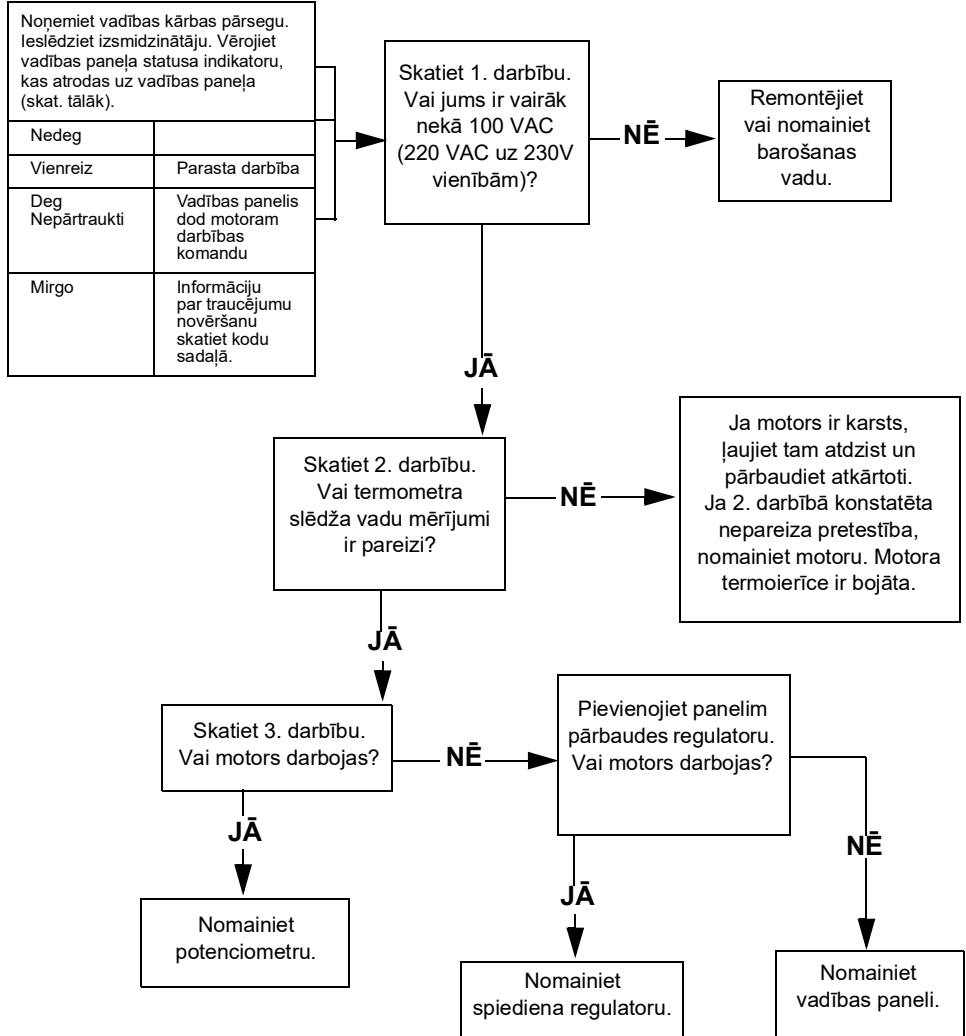 Noņemiet vadības kārbas pārsegu.
Ieslēdziet izsmidzinātāju. Vērojiet
vadības paneļa statusa indikatoru,
kas atrodas uz vadības paneļa
(skat. tālāk).
Nedeg
Vienreiz
Parasta darbība
Deg
Nepārtraukti
Vadības panelis
dod motoram
darbības
komandu
Mirgo
Informāciju
par traucējumu
novēršanu
skatiet kodu
sadaļā.
Skatiet 1. darbību.
Vai jums ir vairāk
nekā 100 VAC
(220 VAC uz 230V
vienībām)?
NĒ
Remontējiet
vai nomainiet
barošanas
vadu.
JĀ
Skatiet 2. darbību.
Vai termometra
slēdža vadu mērījumi
ir pareizi?
NĒ
Ja motors ir karsts,
ļaujiet tam atdzist un
pārbaudiet atkārtoti.
Ja 2. darbībā konstatēta
nepareiza pretestība,
nomainiet motoru. Motora
termoierīce ir bojāta.
JĀ
Skatiet 3. darbību.
Vai motors darbojas?
NĒ
Pievienojiet panelim
pārbaudes regulatoru.
Vai motors darbojas?
JĀ
Nomainiet
potenciometru.
JĀ
Nomainiet
spiediena regulatoru.
NĒ
Nomainiet
vadības paneli.